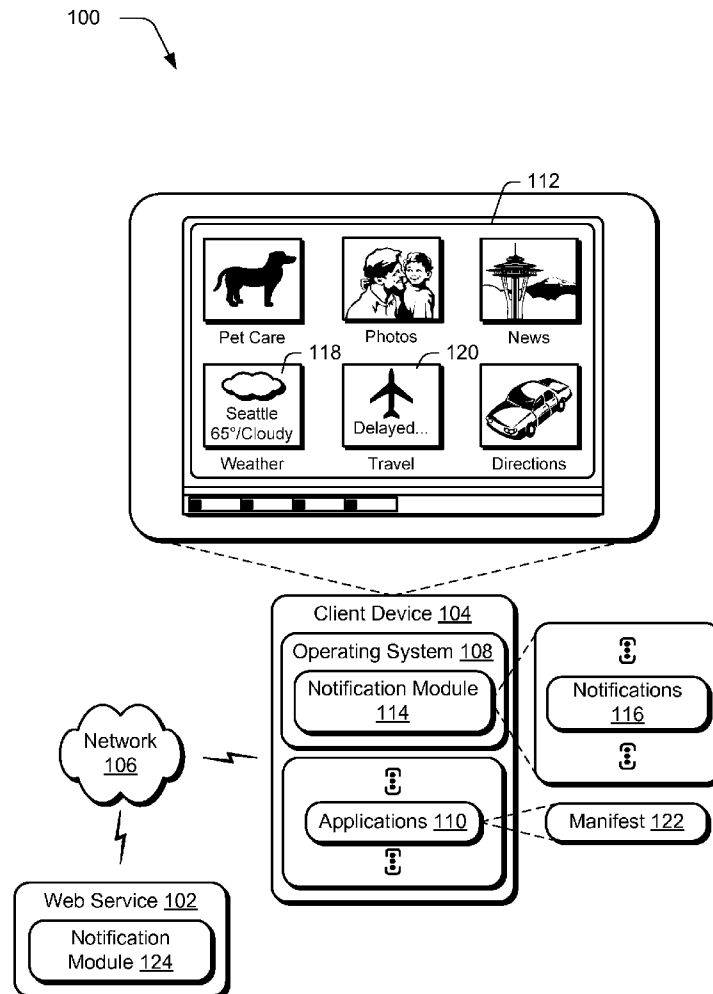 100
112
Pet Care
Photos
News
118
120
Seattle
65°/Cloudy
Delayed...
Weather
Travel
Directions
Client Device 104
Operating System 108
Notification Module
114
Notifications
116
Network
106
Applications 110
Manifest 122
Web Service 102
Notification
Module 124